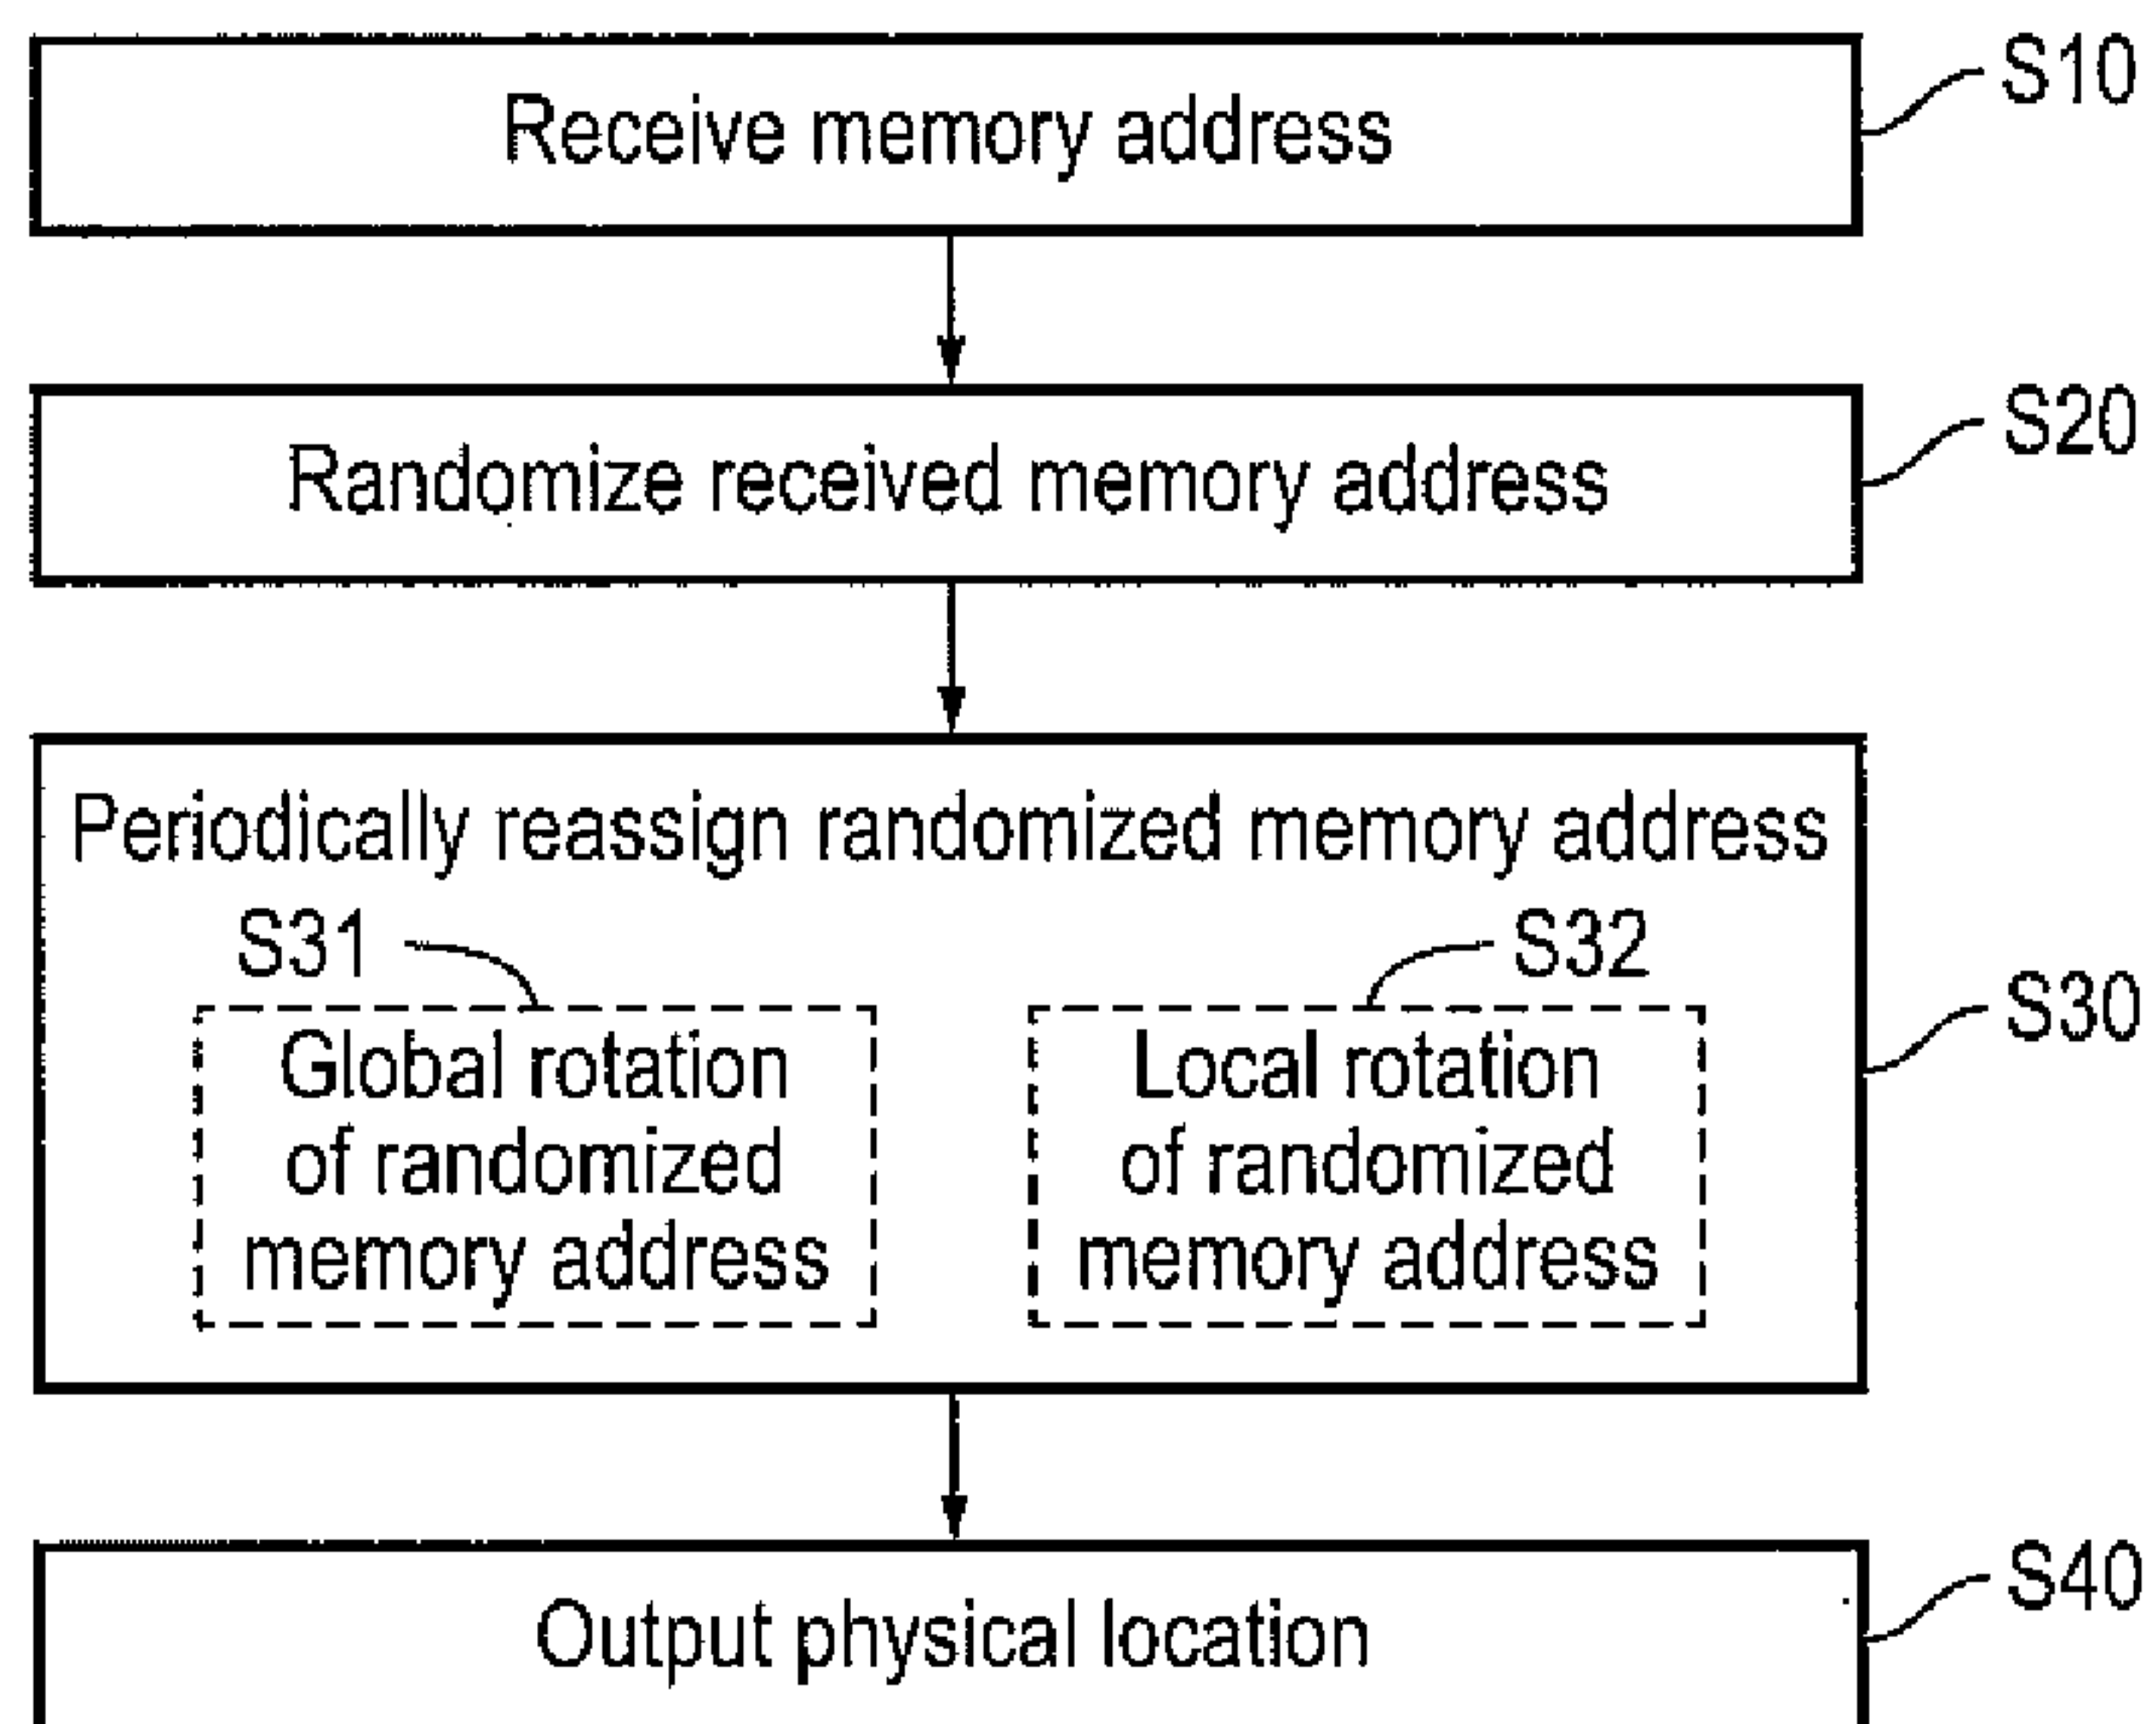 Receive memory address
S10
Randomize received memory address
S20
Periodically reassign randomized memory address
S31
S32
S30
Global rotation
of randomized
memory address
Local rotation
of randomized
memory address
Output physical location
S40